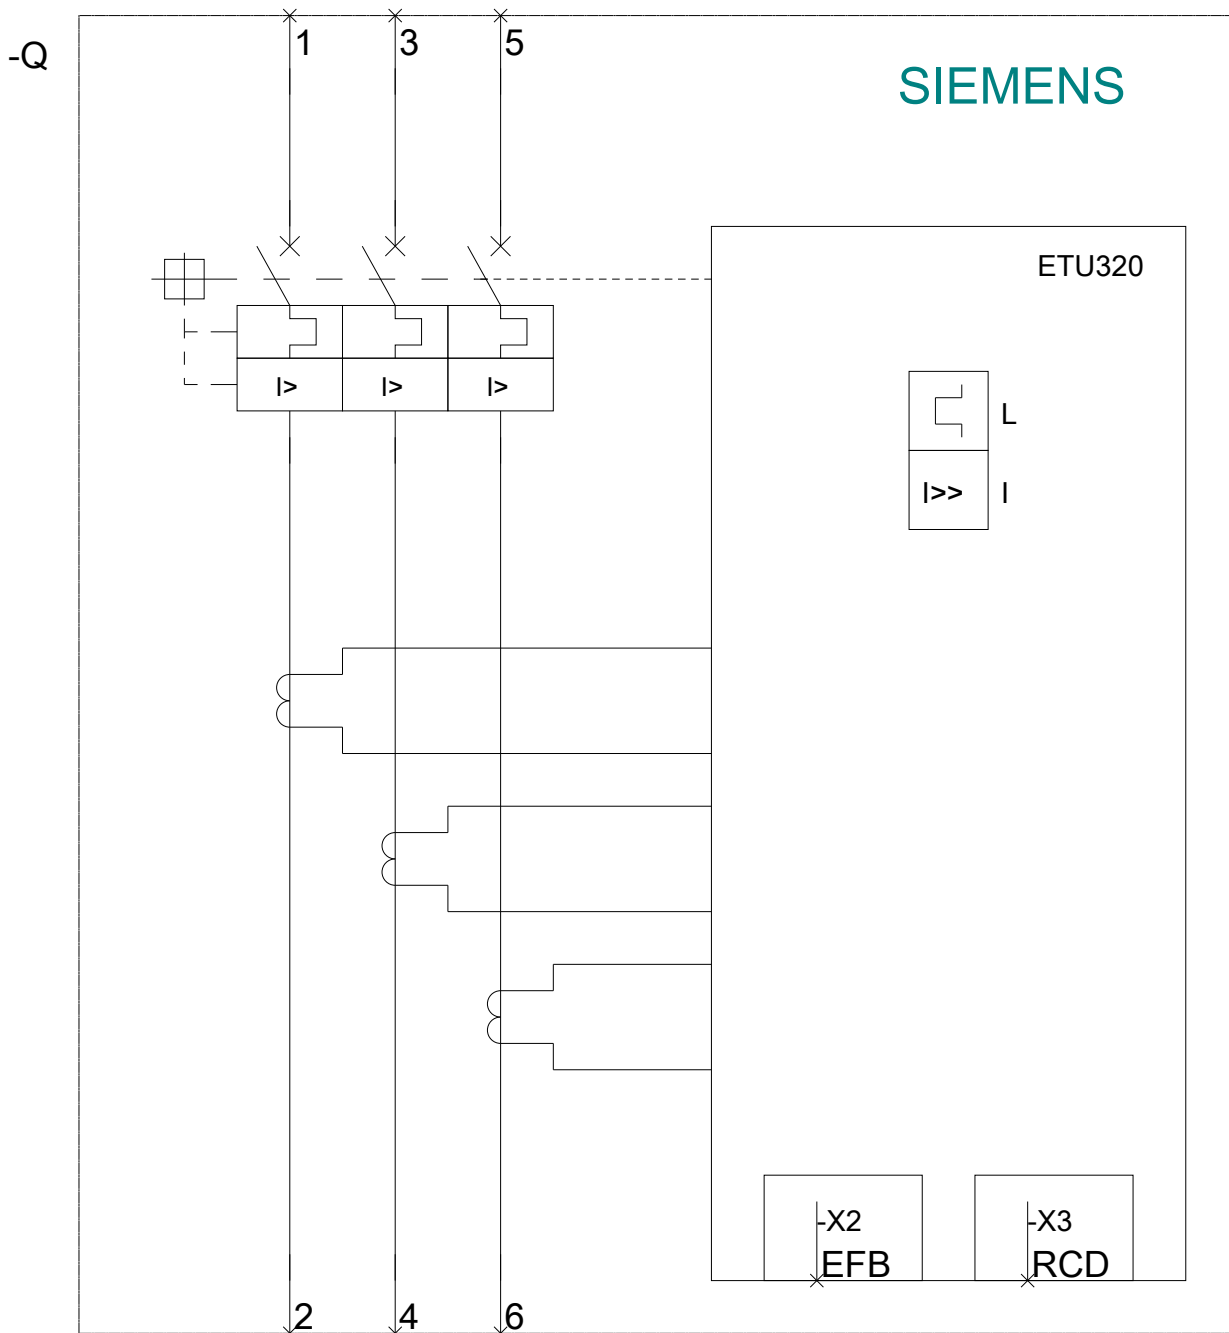 1 3 5
-Q
SIEMENS
ETU320
I> I> I>
L
I>> I
-X2 -X3
EFB RCD
2 4 6